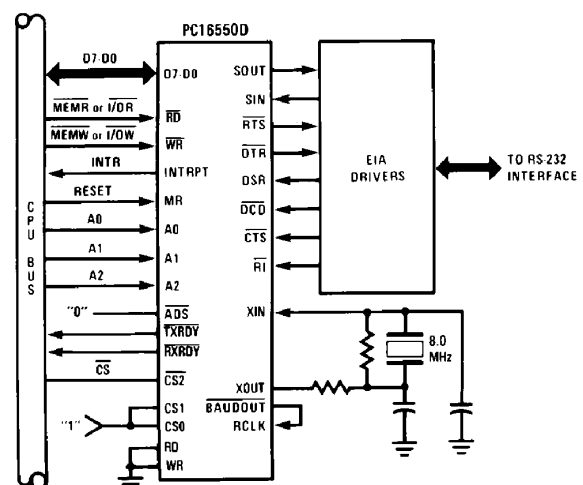 PC16550D
D7-D0
D7-D0
SOUT
MEMR or I/OR
RD
SIN
MEMW or I/OW
WR
RTS
INTR
INTRPT
DTR
EIA
DRIVERS
TO RS-232
INTERFACE
RESET
MR
DSR
A0
A0
DCD
A1
A1
CTS
A2
A2
RI
CPU BUS
"0"
ADS
XIN
TXRDY
RXRDY
8.0
MHz
CS
CS2
XOUT
"1"
CS1
CS0
BAUDOUT
RCLK
RD
WR